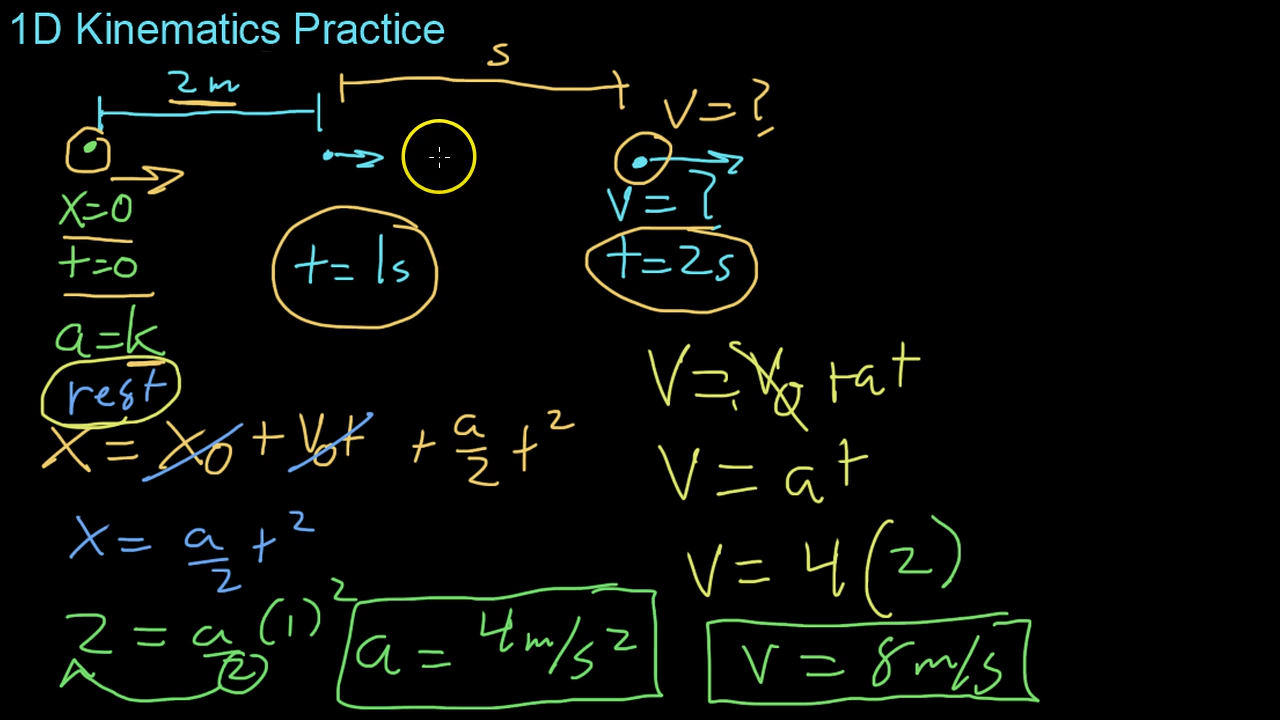 1D Kinematics Practice
s
2m
V = ?
x=0
V = ?
t=0
t = 1s
t=2s
a=k
rest
V = V₀ + at
x = x₀ + V₀t + a/2 t²
V = at
x = a/2 t²
V = 4(2)
2 = a/2 (1)²
a = 4m/s²
V = 8m/s